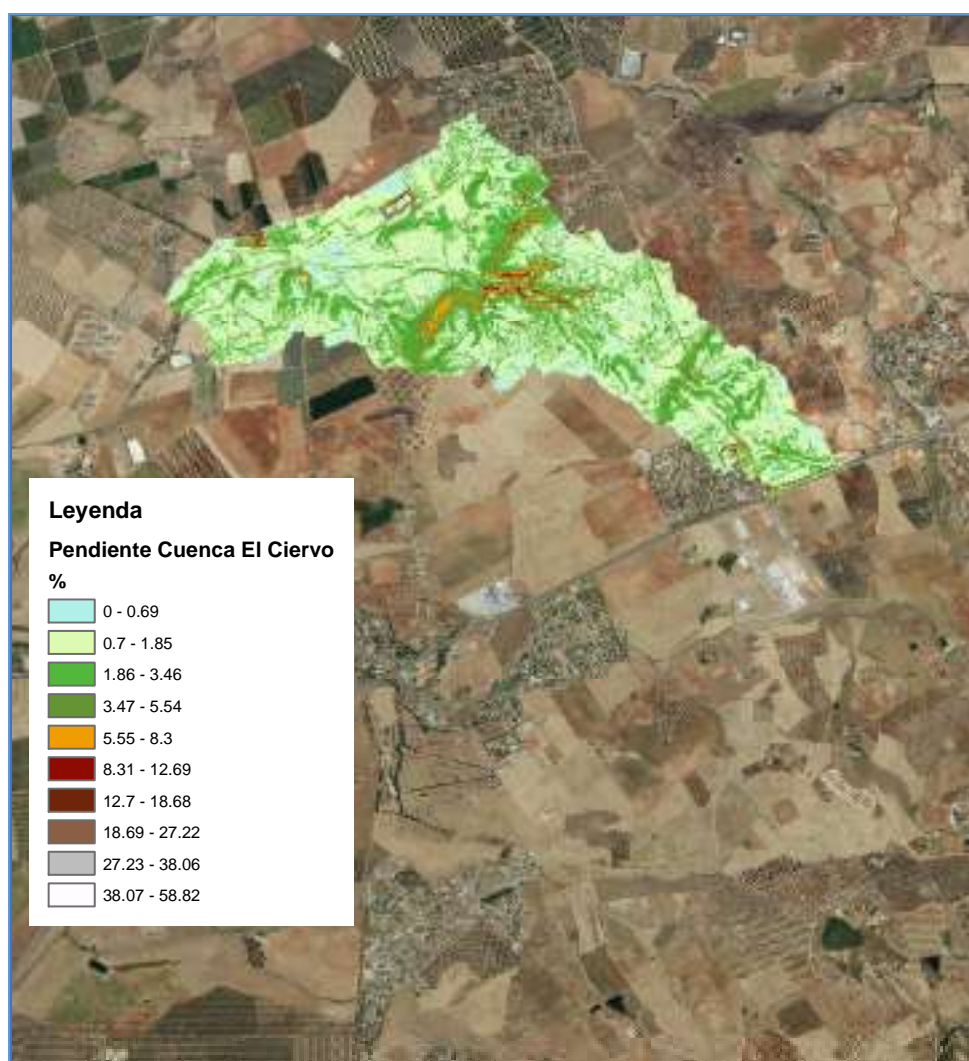 Leyenda
Pendiente Cuenca El Ciervo
%
0 - 0.69
0.7 - 1.85
1.86 - 3.46
3.47 - 5.54
5.55 - 8.3
8.31 - 12.69
12.7 - 18.68
18.69 - 27.22
27.23 - 38.06
38.07 - 58.82